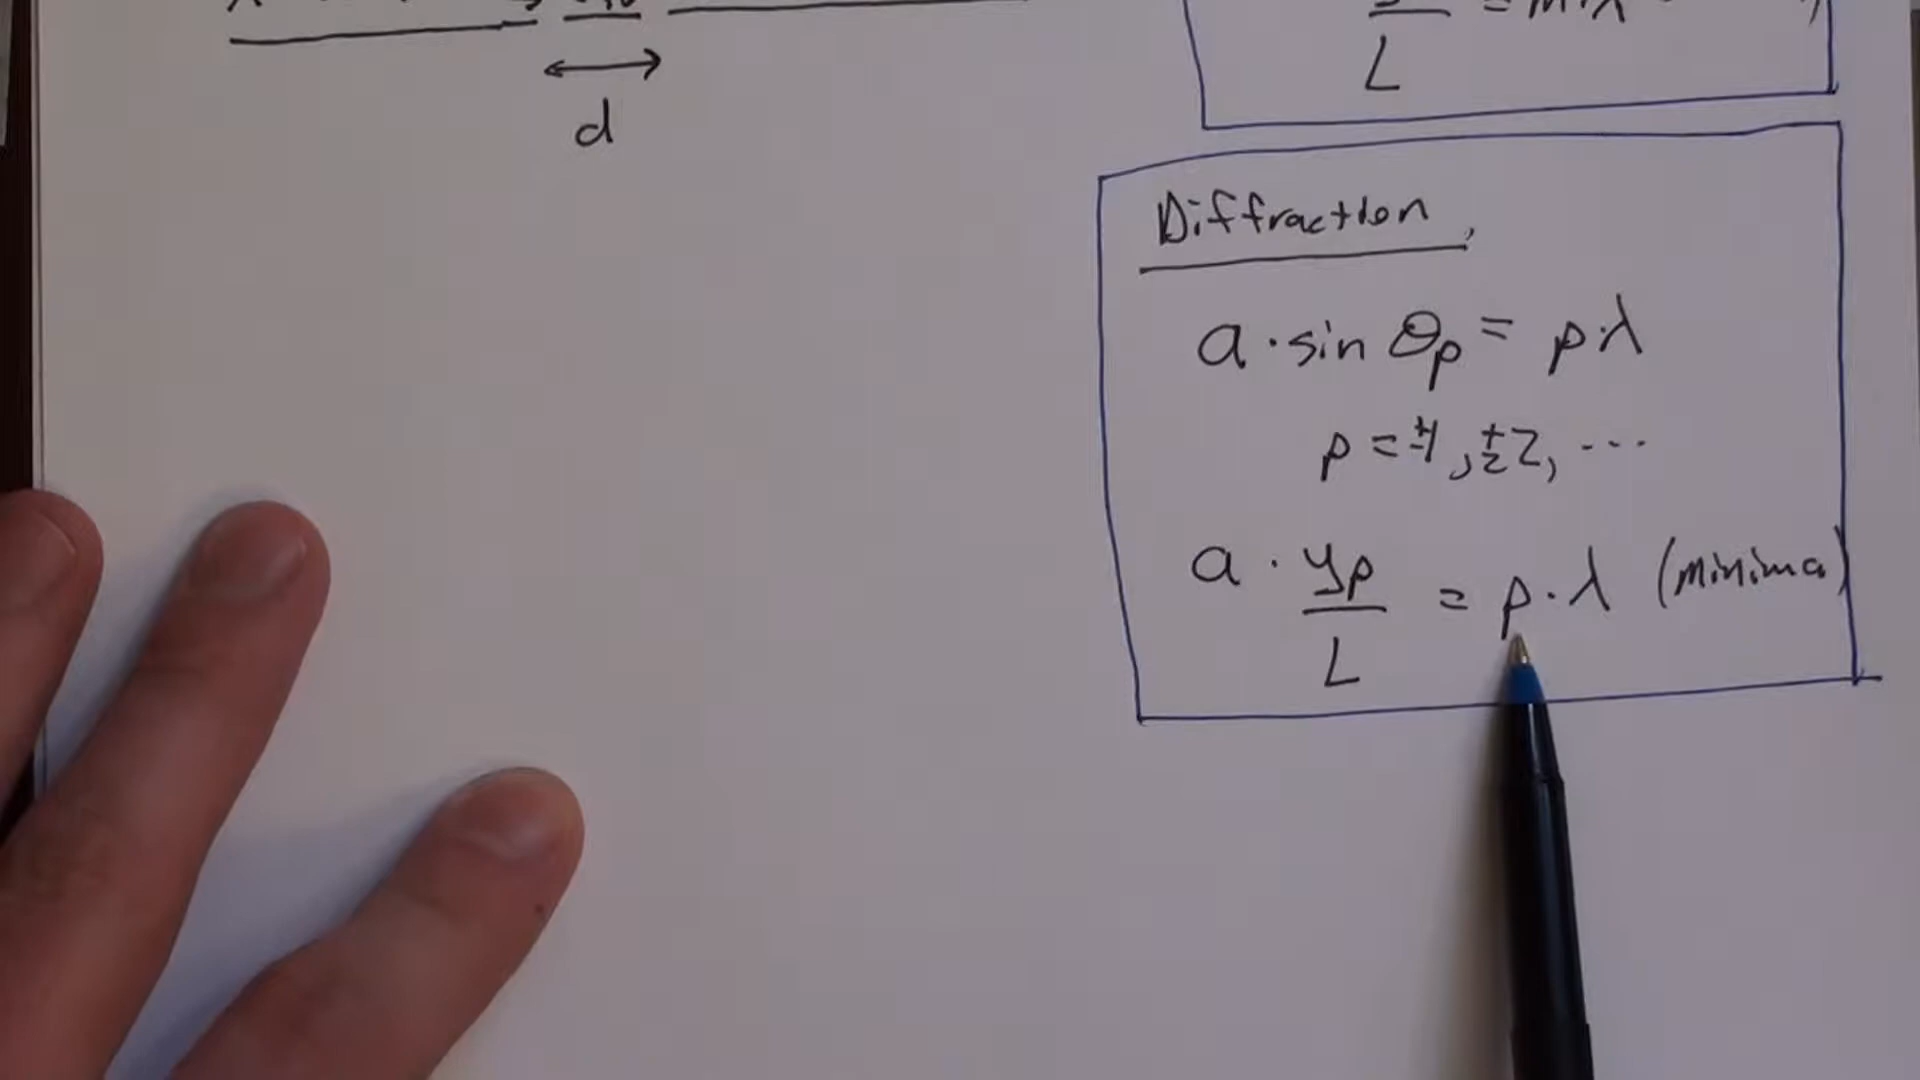 L
d
Diffraction
a · sin θp = p·λ
p = ±1, ±2, ...
a · yp/L = p · λ (minima)